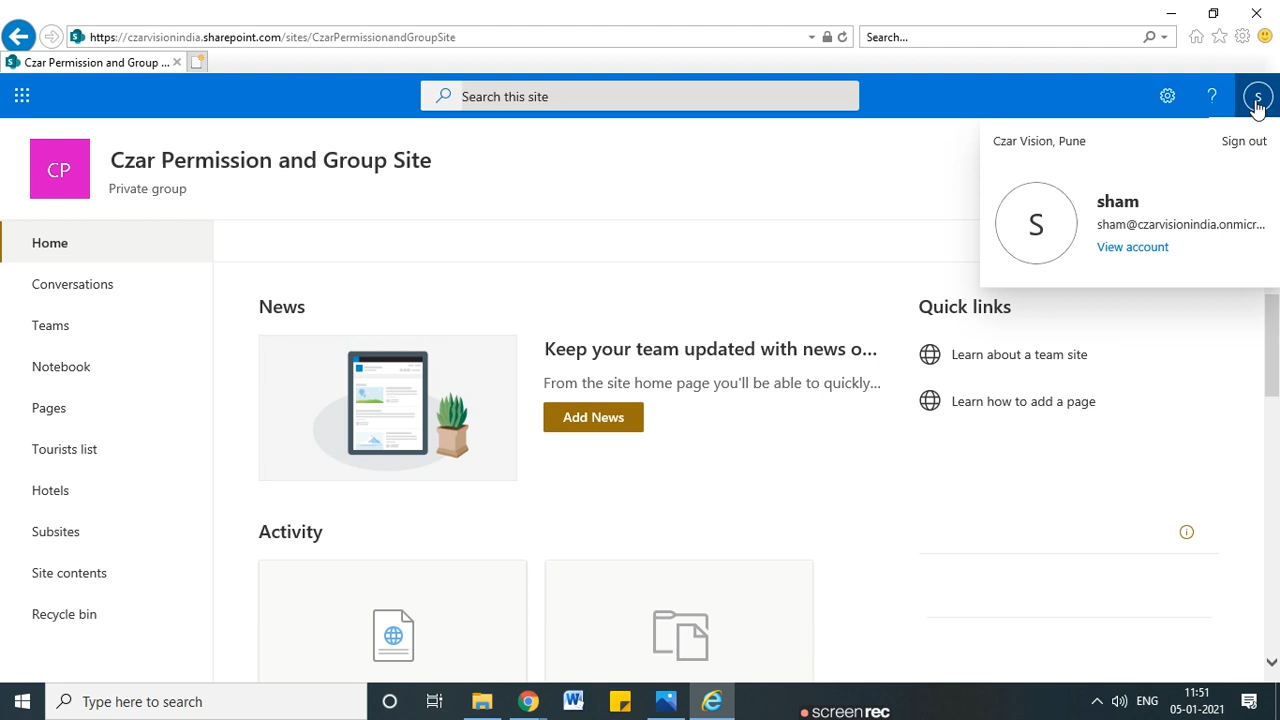 https://czarvisionindia.sharepoint.com/sites/CzarPermissionandGroupSite
Search...
Czar Permission and Group ...
Search this site
?
S
CP
Czar Permission and Group Site
Private group
Czar Vision, Pune
Sign out
S
sham
sham@czarvisionindia.onmicr...
View account
Home
Conversations
Teams
Notebook
Pages
Tourists list
Hotels
Subsites
Site contents
Recycle bin
News
Keep your team updated with news o...
From the site home page you'll be able to quickly...
Add News
Quick links
Learn about a team site
Learn how to add a page
Activity
Type here to search
screenrec
ENG
11:51
05-01-2021